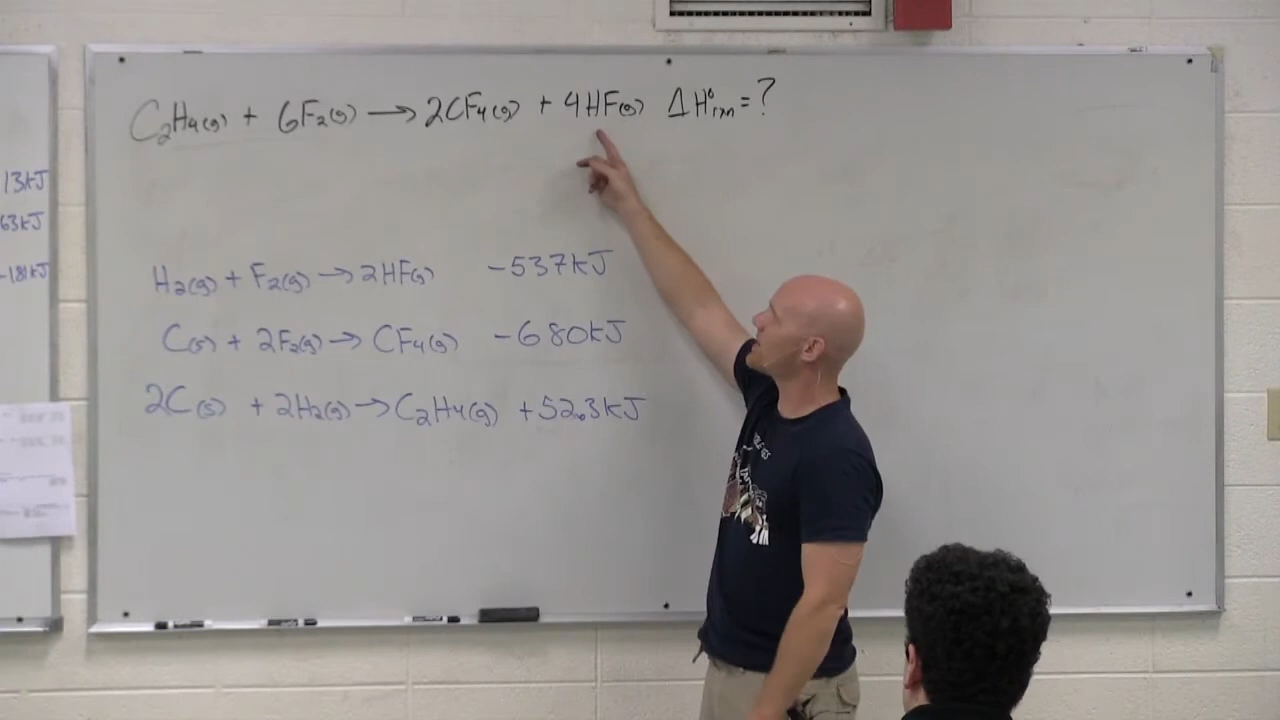 C₂H₄(g) + 6F₂(g) → 2CF₄(g) + 4HF(g) ΔH°rxn = ?
H₂(g) + F₂(g) → 2HF(g) -537kJ
C(s) + 2F₂(g) → CF₄(g) -680kJ
2C(s) + 2H₂(g) → C₂H₄(g) +52.3kJ
13kJ
63kJ
-181kJ